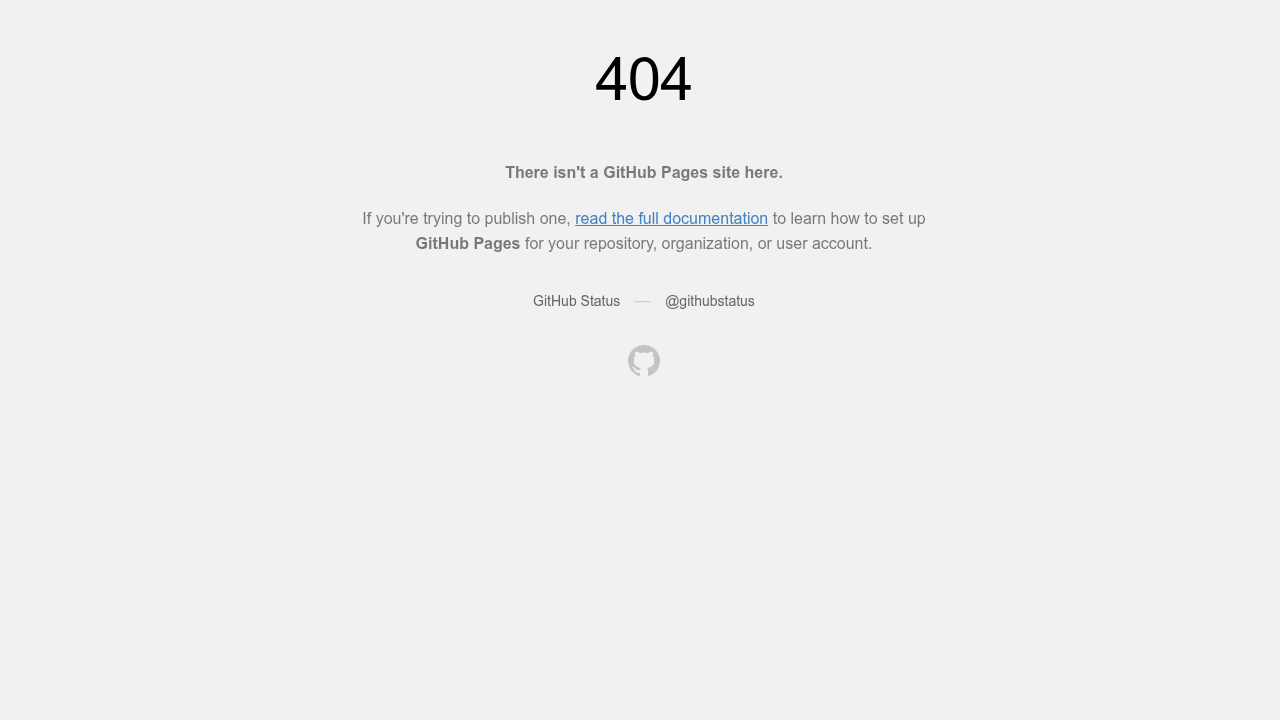 404
There isn't a GitHub Pages site here.
If you're trying to publish one, read the full documentation to learn how to set up
GitHub Pages for your repository, organization, or user account.
GitHub Status — @githubstatus